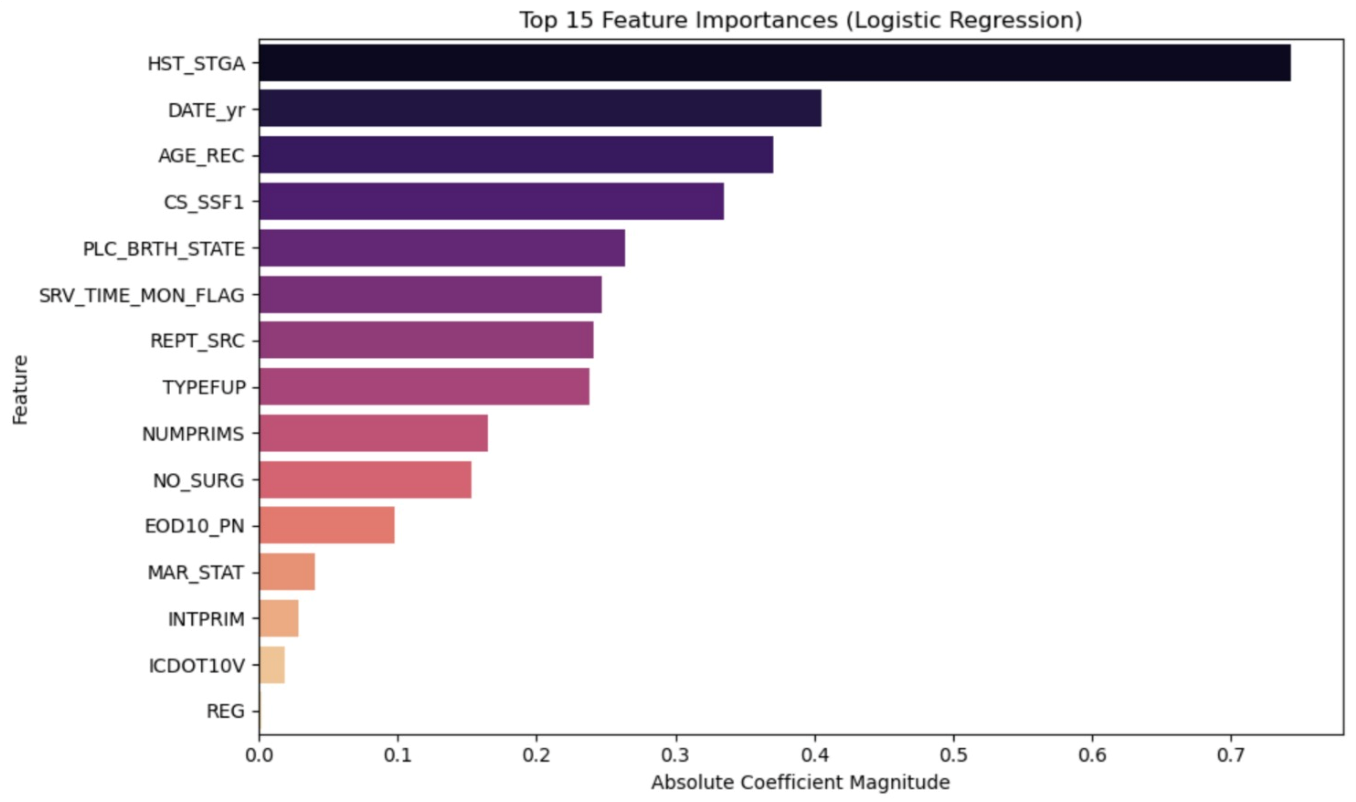 Top 15 Feature Importances (Logistic Regression)
HST_STGA
DATE_yr
AGE_REC
CS_SSF1
PLC_BRTH_STATE
SRV_TIME_MON_FLAG
REPT_SRC
TYPEFUP
NUMPRIMS
NO_SURG
EOD10_PN
MAR_STAT
INTPRIM
ICDOT10V
REG
Feature
0.0 0.1 0.2 0.3 0.4 0.5 0.6 0.7
Absolute Coefficient Magnitude